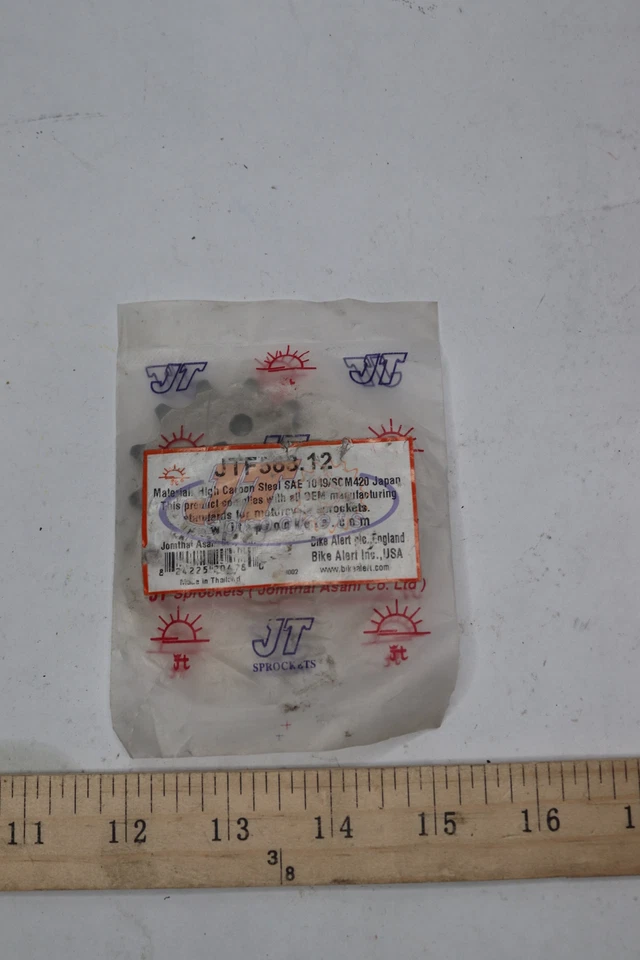 JT jt JT
12
Material: High Carbon Steel SAE 1049/SCM420 Japan
This product complies with all OEM manufacturing
standards for motorcycle sprockets.
Jomthai Asahi Bike Alert plc.,England
Bike Alert Inc.,USA
www.bikealert.com
Made in Thailand
JT Sprockets ( Jomthai Asahi Co. Ltd )
jt JT jt
SPROCKETS
11 12 13 14 15 16 1
3/8